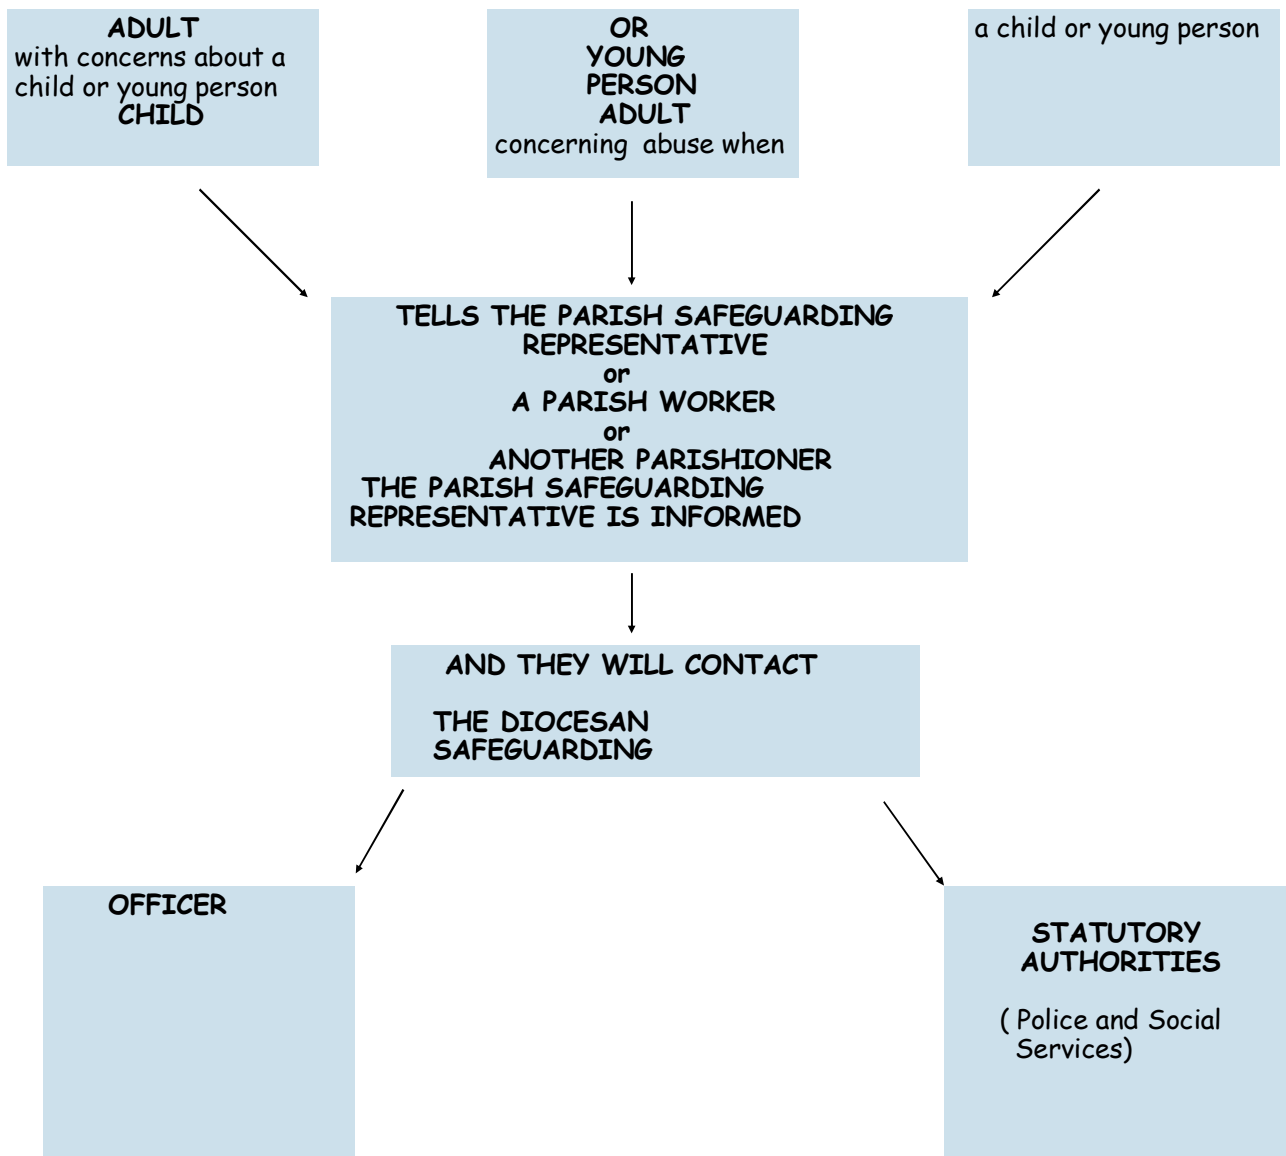 ADULT
with concerns about a
child or young person
CHILD
OR
YOUNG
PERSON
ADULT
concerning abuse when
a child or young person
TELLS THE PARISH SAFEGUARDING
REPRESENTATIVE
or
A PARISH WORKER
or
ANOTHER PARISHIONER
THE PARISH SAFEGUARDING
REPRESENTATIVE IS INFORMED
AND THEY WILL CONTACT
THE DIOCESAN
SAFEGUARDING
OFFICER
STATUTORY
AUTHORITIES
( Police and Social
Services)